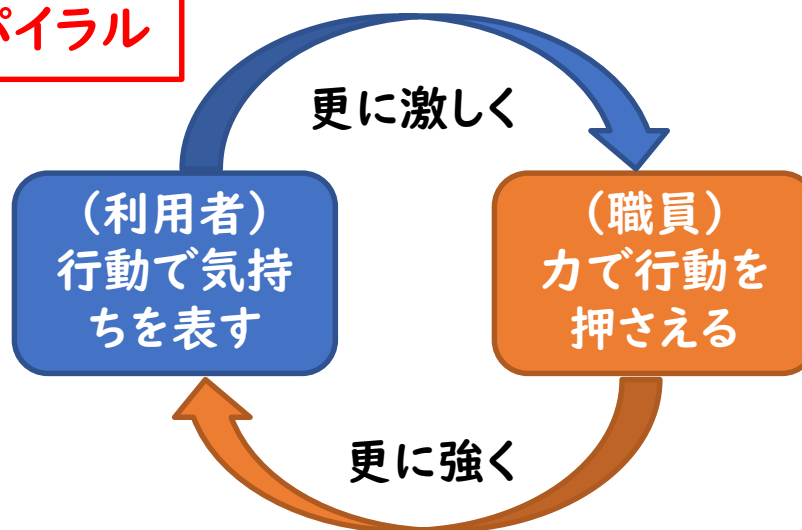 パイラル
更に激しく
（利用者）
行動で気持
ちを表す
（職員）
力で行動を
押さえる
更に強く